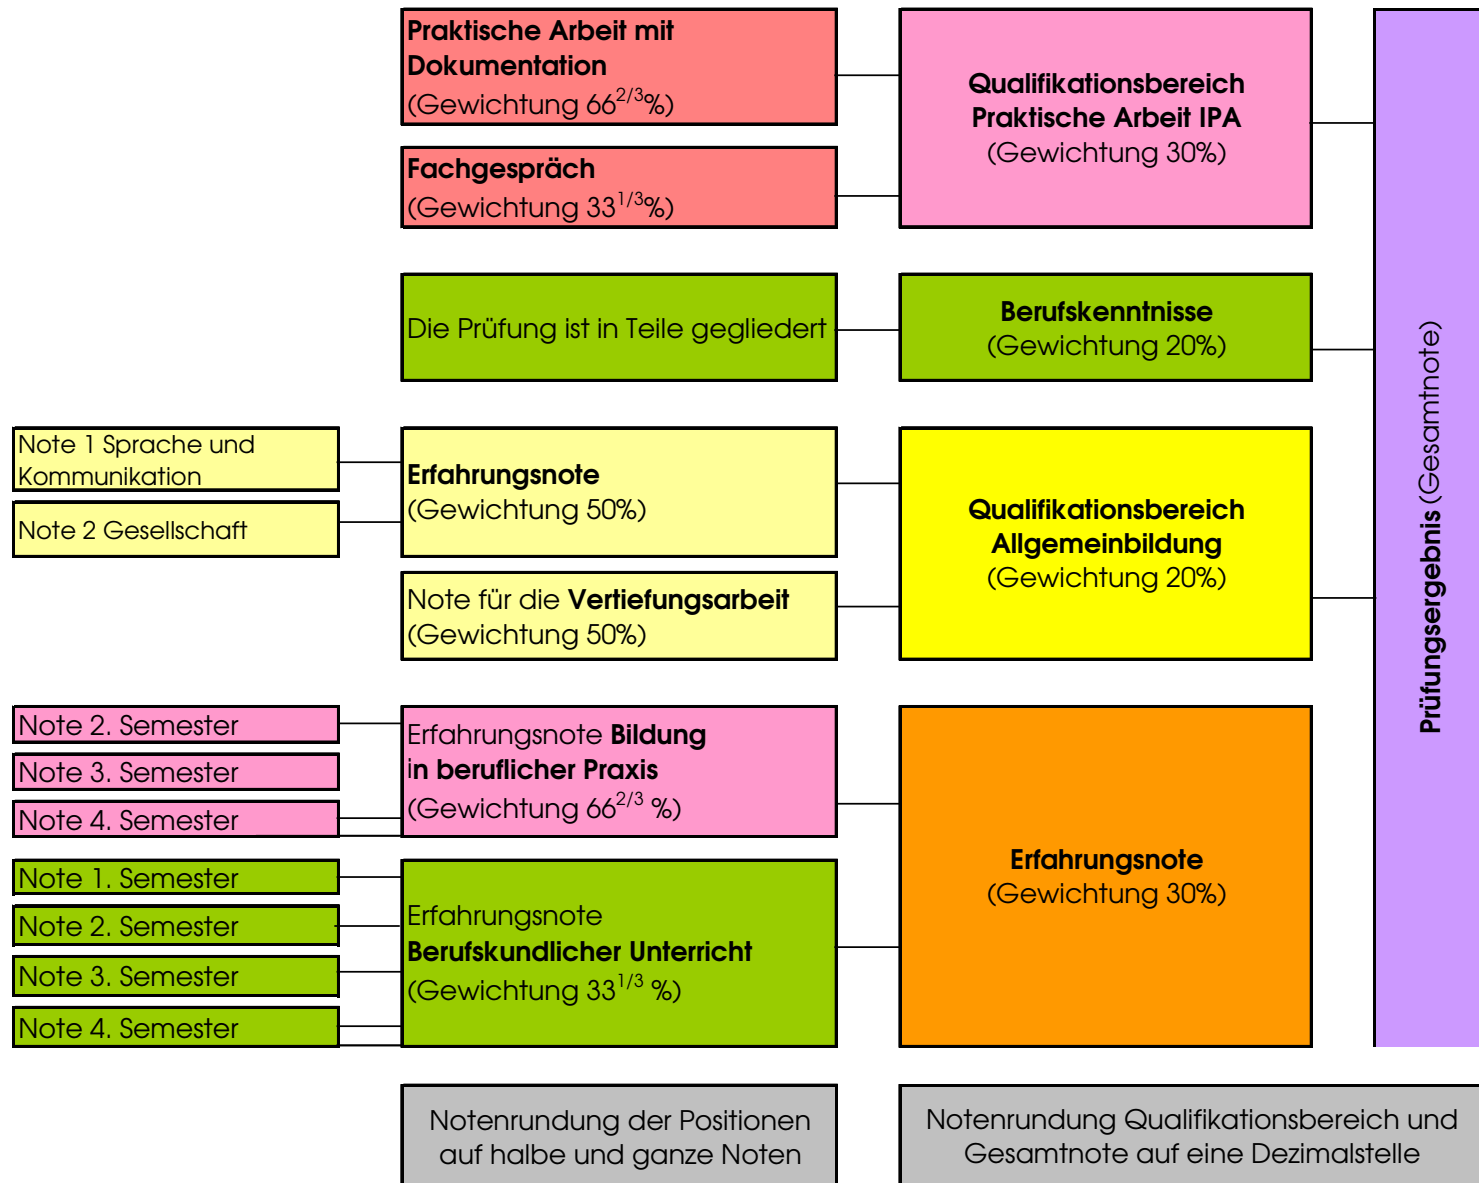 Praktische Arbeit mit
Dokumentation
(Gewichtung 66^2/3%)
Qualifikationsbereich
Praktische Arbeit IPA
(Gewichtung 30%)
Fachgespräch
(Gewichtung 33^1/3%)
Die Prüfung ist in Teile gegliedert
Berufskenntnisse
(Gewichtung 20%)
Note 1 Sprache und
Kommunikation
Note 2 Gesellschaft
Erfahrungsnote
(Gewichtung 50%)
Qualifikationsbereich
Allgemeinbildung
(Gewichtung 20%)
Note für die Vertiefungsarbeit
(Gewichtung 50%)
Note 2. Semester
Note 3. Semester
Note 4. Semester
Erfahrungsnote Bildung
in beruflicher Praxis
(Gewichtung 66^2/3 %)
Note 1. Semester
Note 2. Semester
Note 3. Semester
Note 4. Semester
Erfahrungsnote
Berufskundlicher Unterricht
(Gewichtung 33^1/3 %)
Erfahrungsnote
(Gewichtung 30%)
Prüfungsergebnis (Gesamtnote)
Notenrundung der Positionen
auf halbe und ganze Noten
Notenrundung Qualifikationsbereich und
Gesamtnote auf eine Dezimalstelle